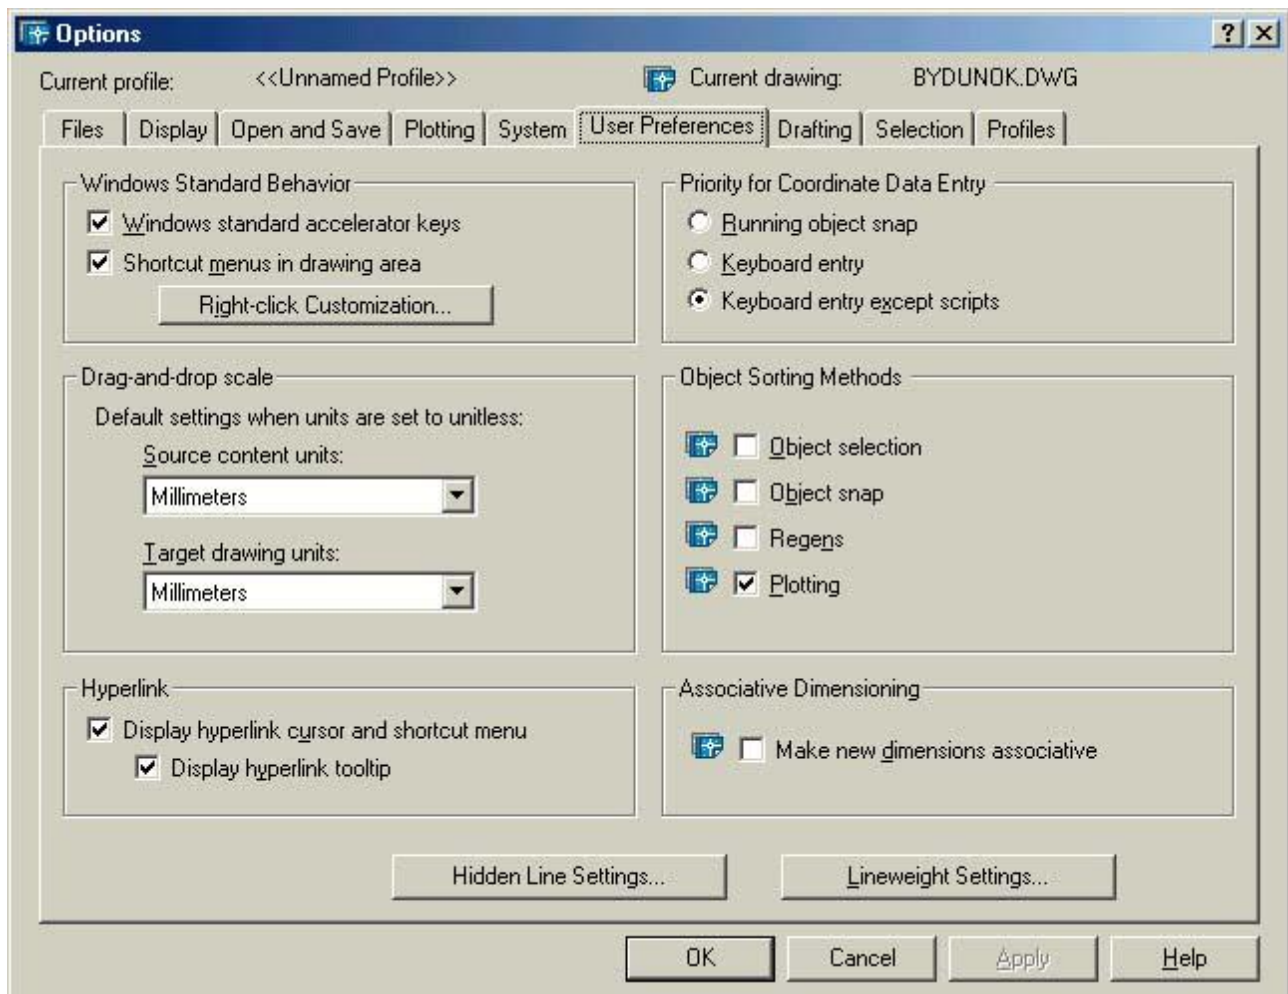 Options
Current profile: <<Unnamed Profile>> Current drawing: BYDUNOK.DWG
Files Display Open and Save Plotting System User Preferences Drafting Selection Profiles
Windows Standard Behavior
Windows standard accelerator keys
Shortcut menus in drawing area
Right-click Customization...
Priority for Coordinate Data Entry
Running object snap
Keyboard entry
Keyboard entry except scripts
Drag-and-drop scale
Default settings when units are set to unitless:
Source content units:
Millimeters
Target drawing units:
Millimeters
Object Sorting Methods
Object selection
Object snap
Regens
Plotting
Hyperlink
Display hyperlink cursor and shortcut menu
Display hyperlink tooltip
Associative Dimensioning
Make new dimensions associative
Hidden Line Settings... Lineweight Settings...
OK Cancel Apply Help